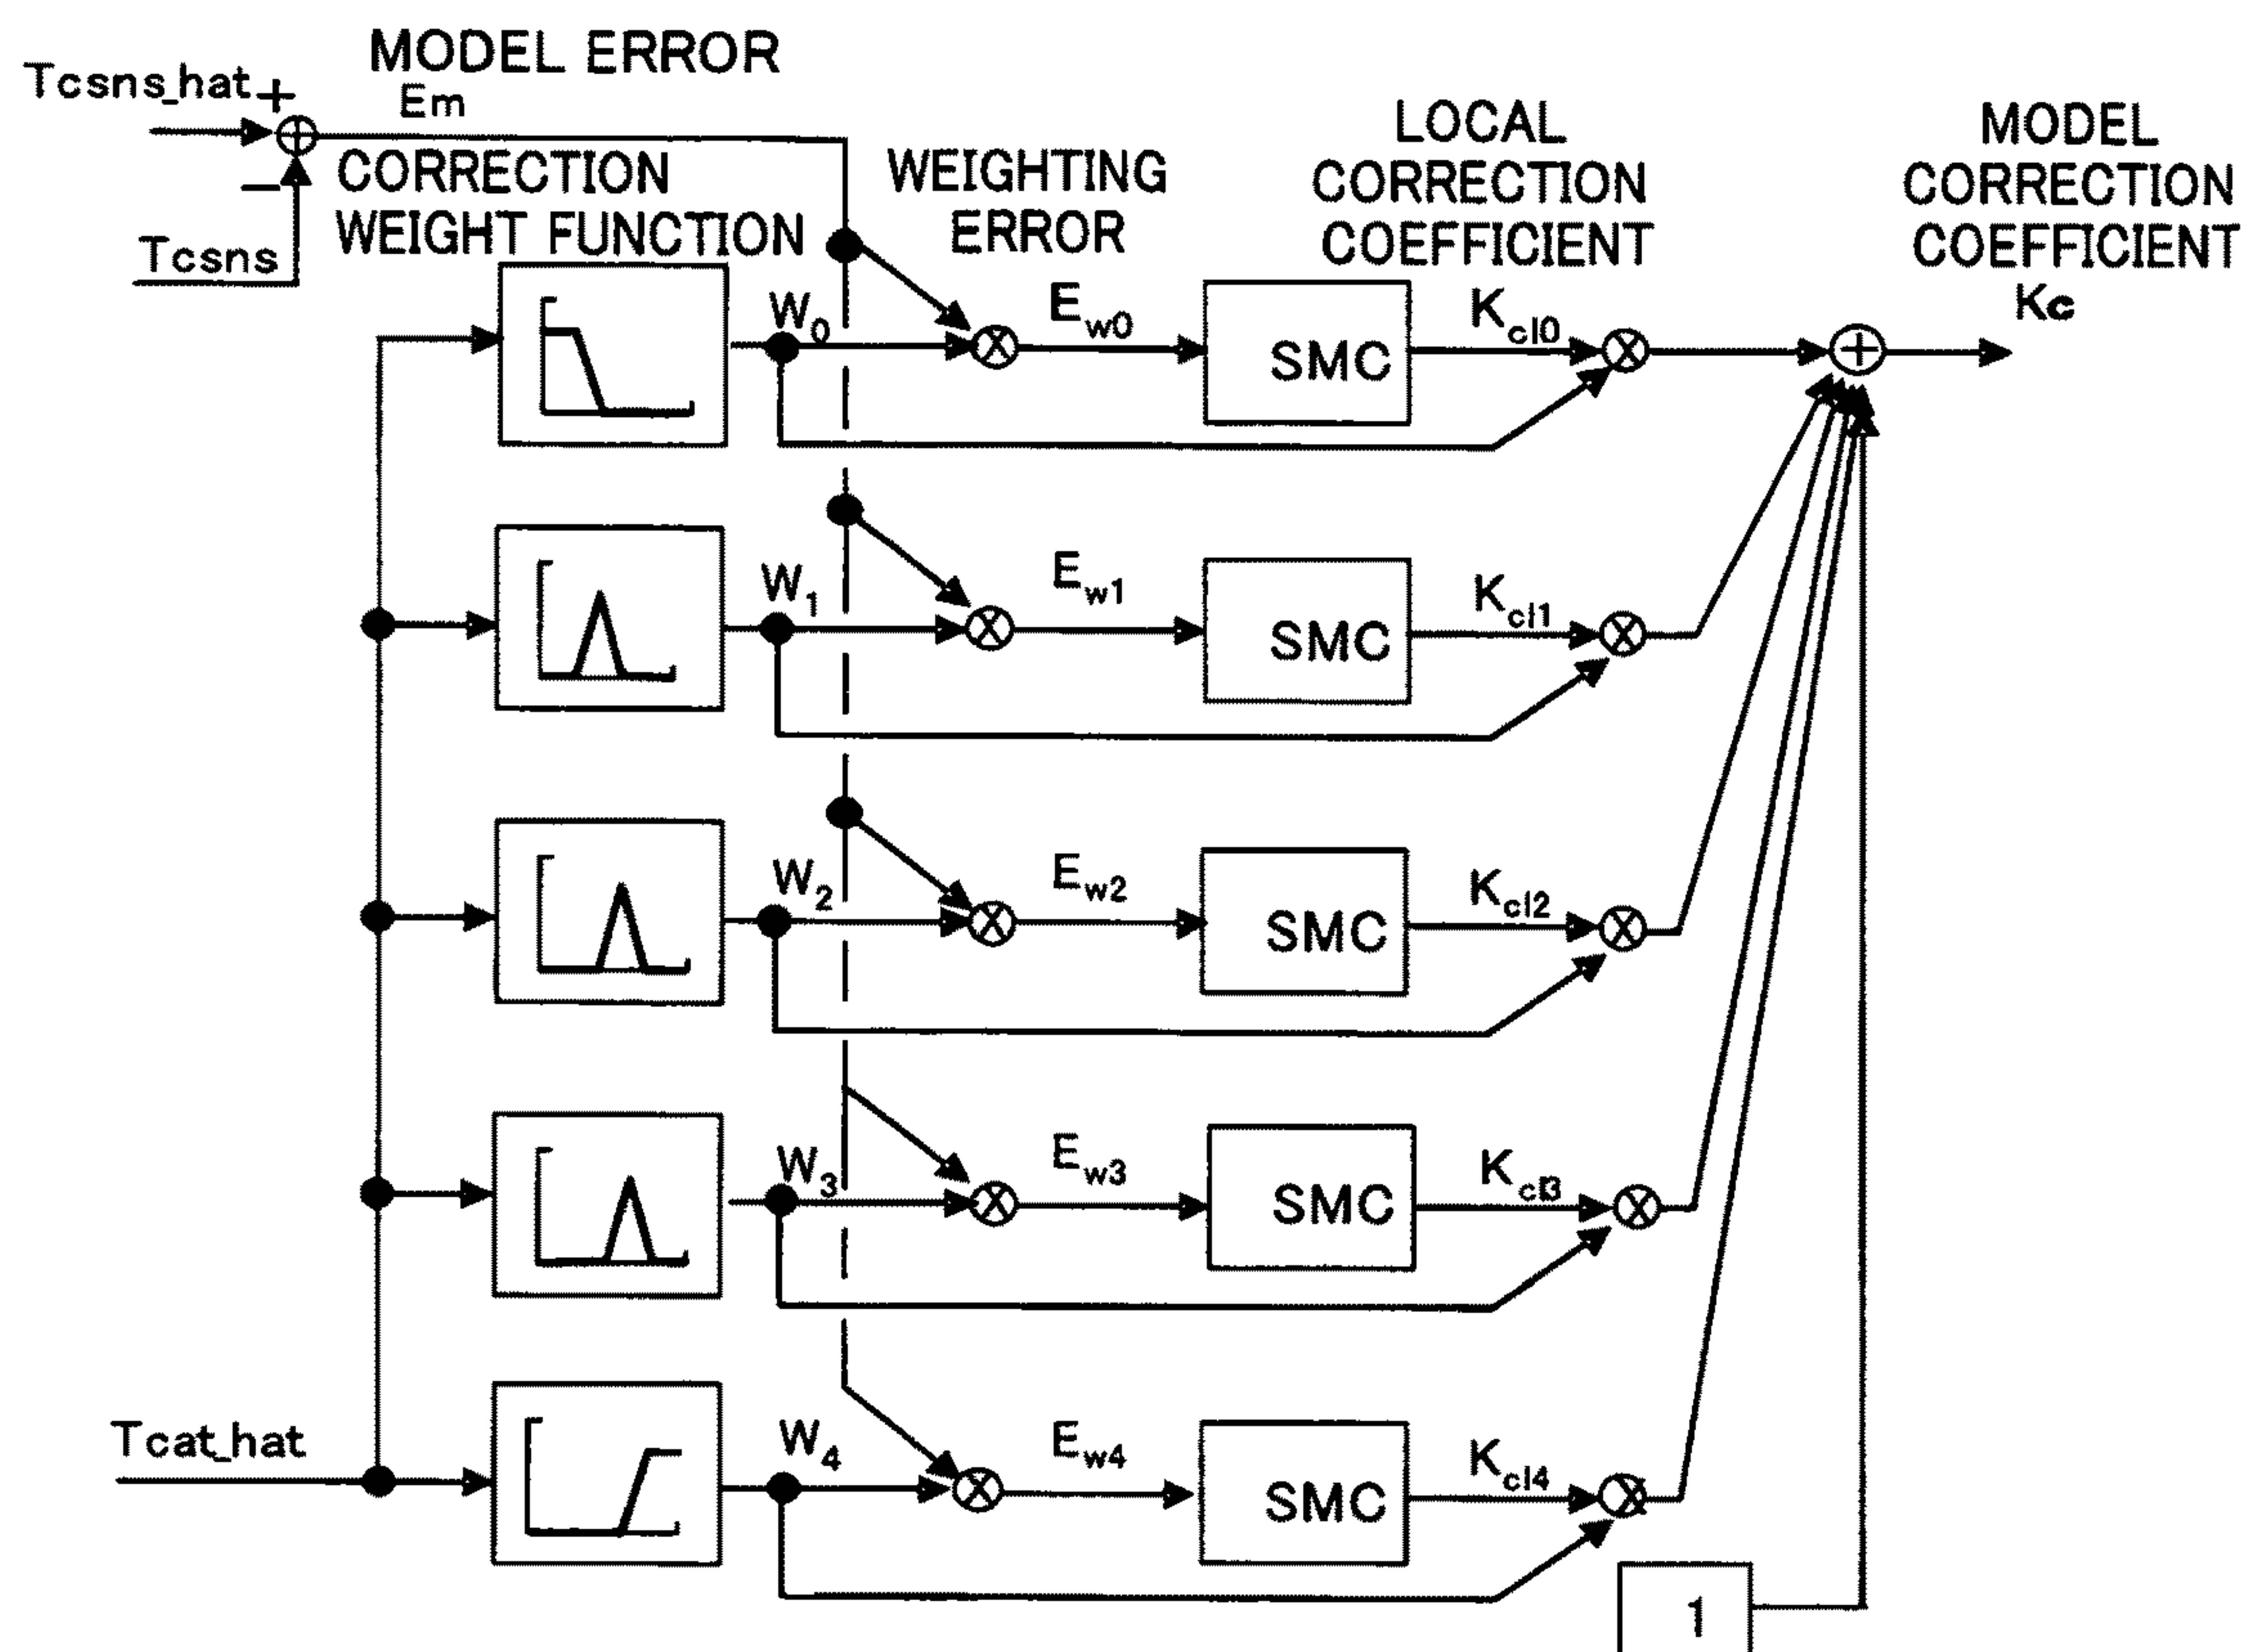 MODEL ERROR
Tcsns_hat
+
Em
−
Tcsns
CORRECTION
WEIGHT FUNCTION
WEIGHTING
ERROR
LOCAL
CORRECTION
COEFFICIENT
MODEL
CORRECTION
COEFFICIENT
Kc
W0
Ew0
SMC
Kcl0
W1
Ew1
SMC
Kcl1
W2
Ew2
SMC
Kcl2
W3
Ew3
SMC
Kcl3
Tcat_hat
W4
Ew4
SMC
Kcl4
1